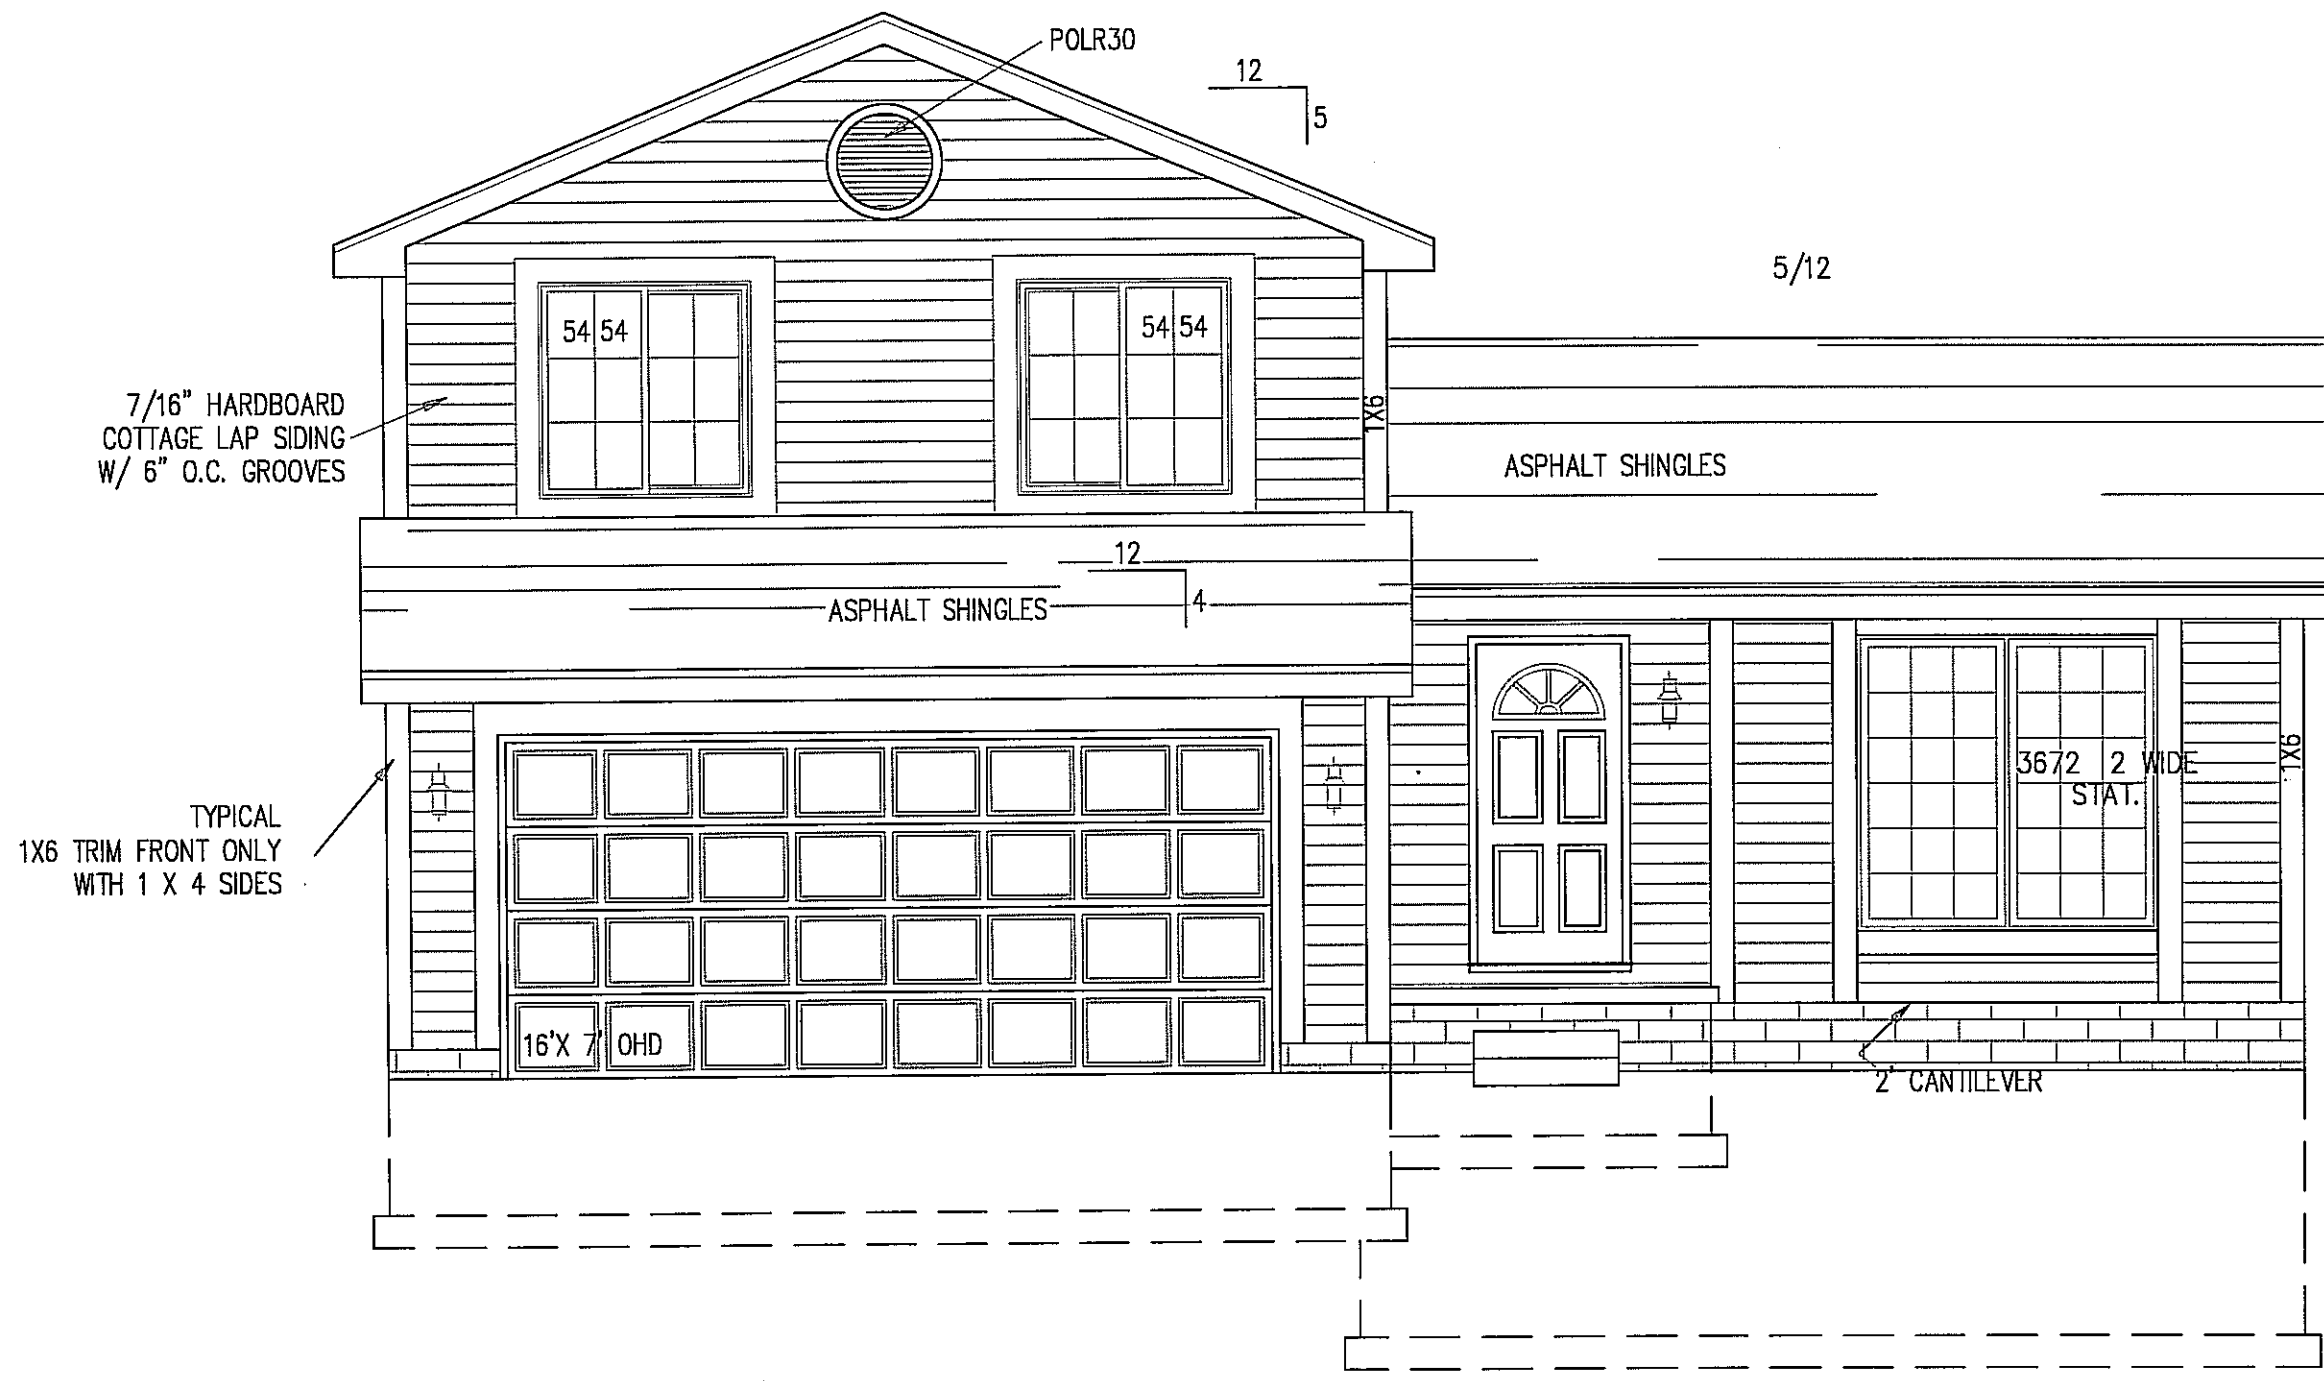 POLR30
12
5
5/12
54 54
54 54
7/16" HARDBOARD
COTTAGE LAP SIDING
W/ 6" O.C. GROOVES
1X6
ASPHALT SHINGLES
12
4
ASPHALT SHINGLES
3672 2 WIDE
STAT.
1X6
TYPICAL
1X6 TRIM FRONT ONLY
WITH 1 X 4 SIDES
16'X 7' OHD
2' CANTILEVER